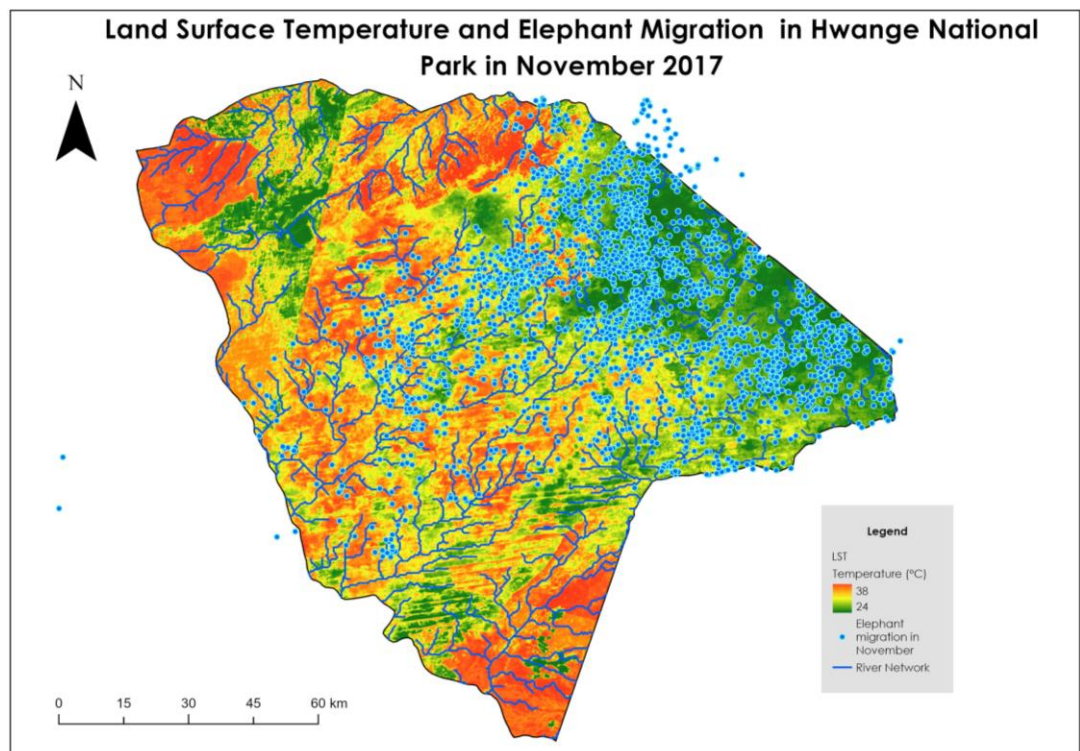 Land Surface Temperature and Elephant Migration in Hwange National
Park in November 2017
N
Legend
LST
Temperature (°C)
38
24
Elephant
migration in
November
River Network
0 15 30 45 60 km